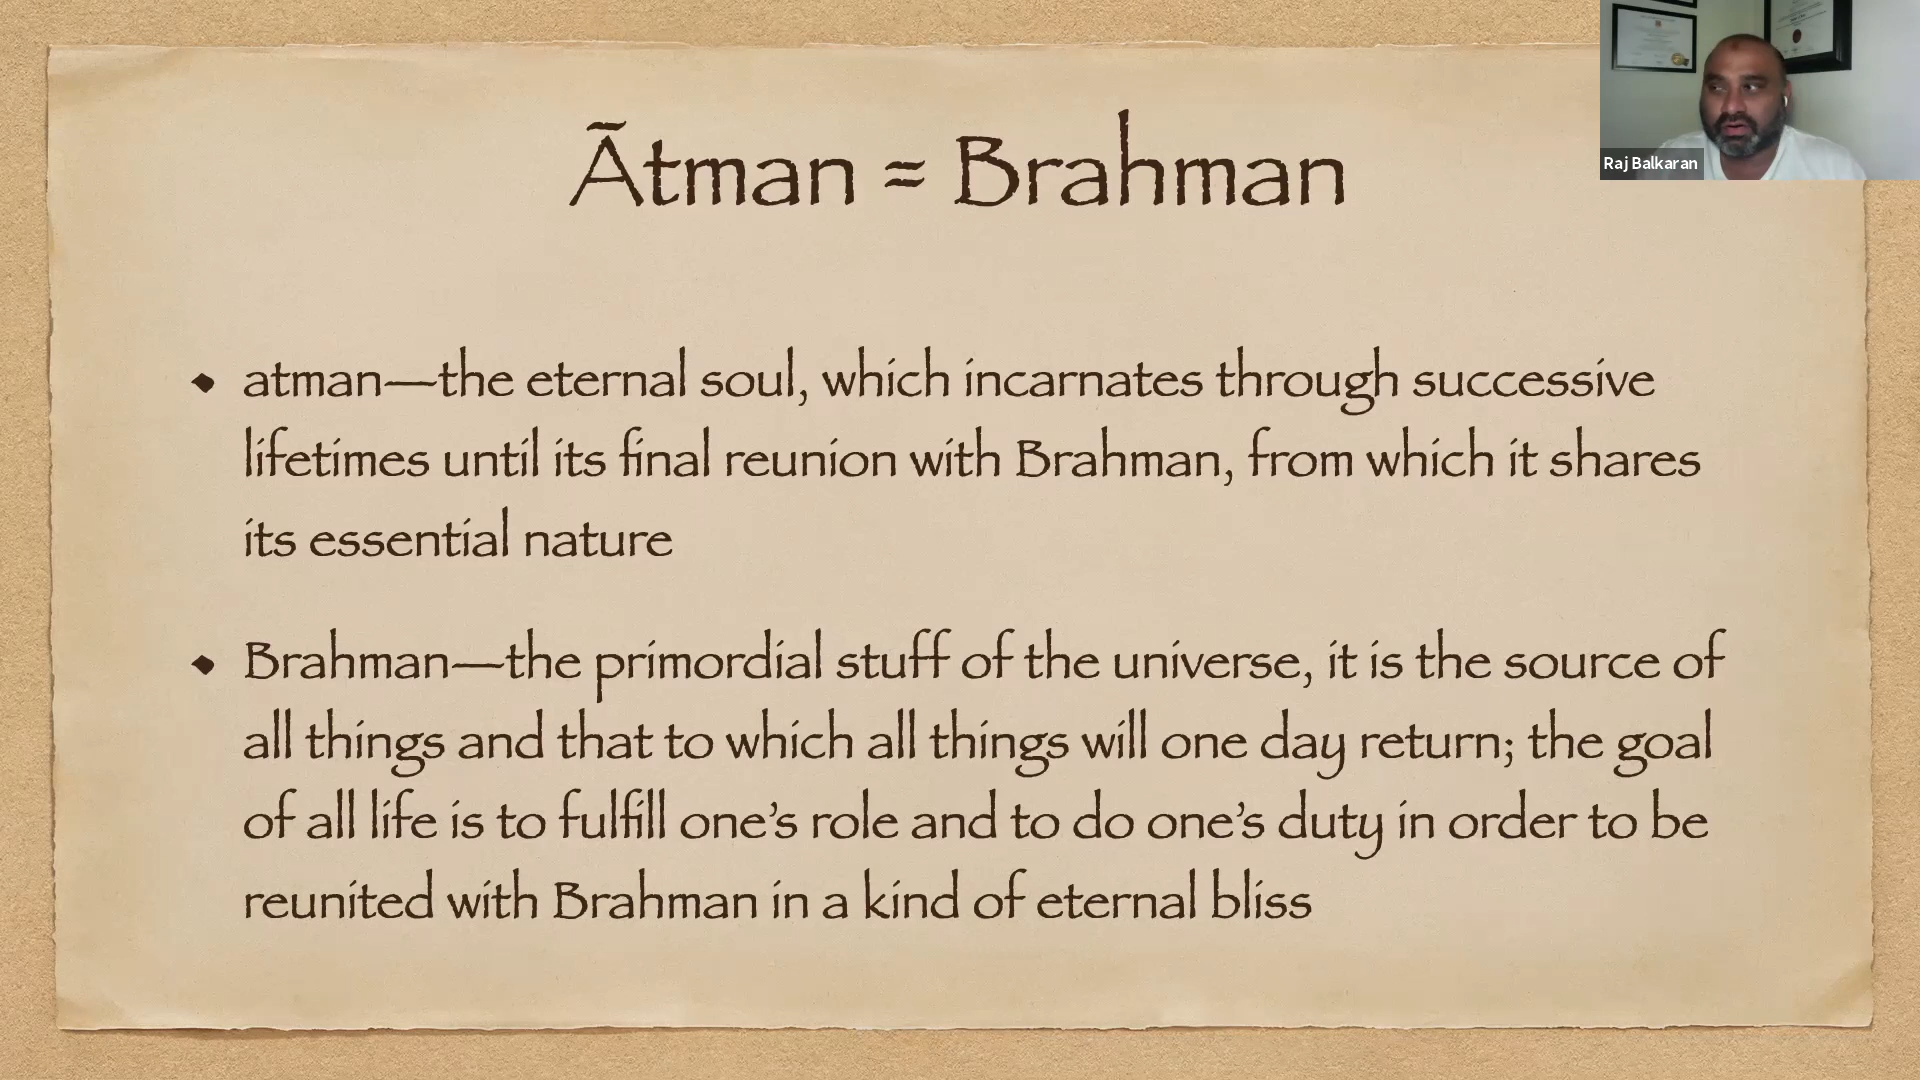 Ãtman = Brahman
Raj Balkaran
◆ atman—the eternal soul, which incarnates through successive
lifetimes until its final reunion with Brahman, from which it shares
its essential nature
◆ Brahman—the primordial stuff of the universe, it is the source of
all things and that to which all things will one day return; the goal
of all life is to fulfill one’s role and to do one’s duty in order to be
reunited with Brahman in a kind of eternal bliss